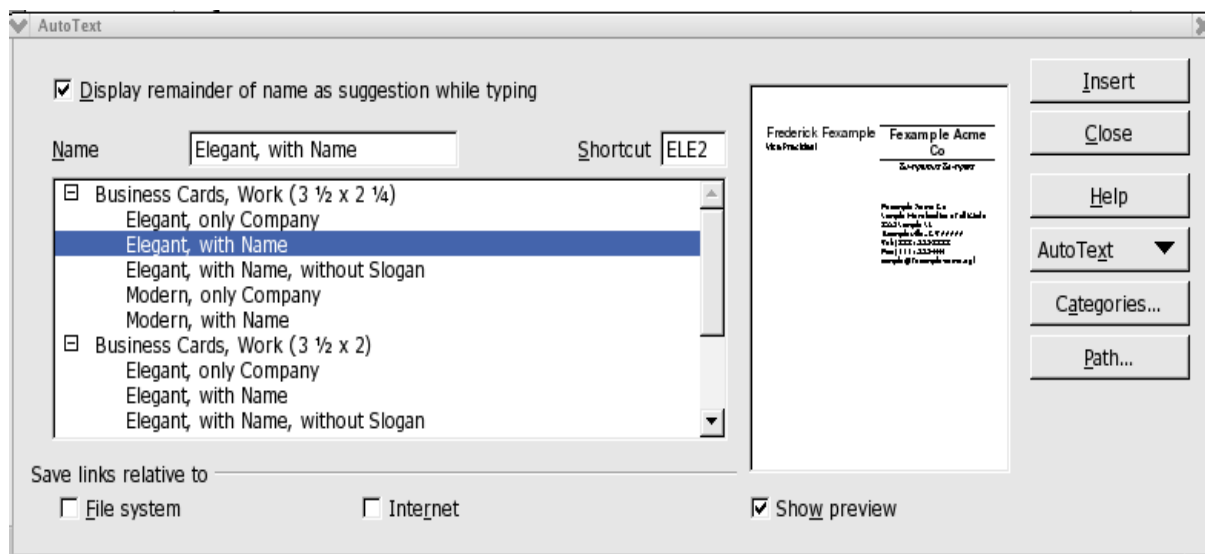 AutoText
Display remainder of name as suggestion while typing
Name Elegant, with Name Shortcut ELE2
Business Cards, Work (3 ½ x 2 ¼)
Elegant, only Company
Elegant, with Name
Elegant, with Name, without Slogan
Modern, only Company
Modern, with Name
Business Cards, Work (3 ½ x 2)
Elegant, only Company
Elegant, with Name
Elegant, with Name, without Slogan
Save links relative to
File system Internet
Frederick Fexample
Vice President
Fexample Acme
Co
Show preview
Insert
Close
Help
AutoText
Categories...
Path...